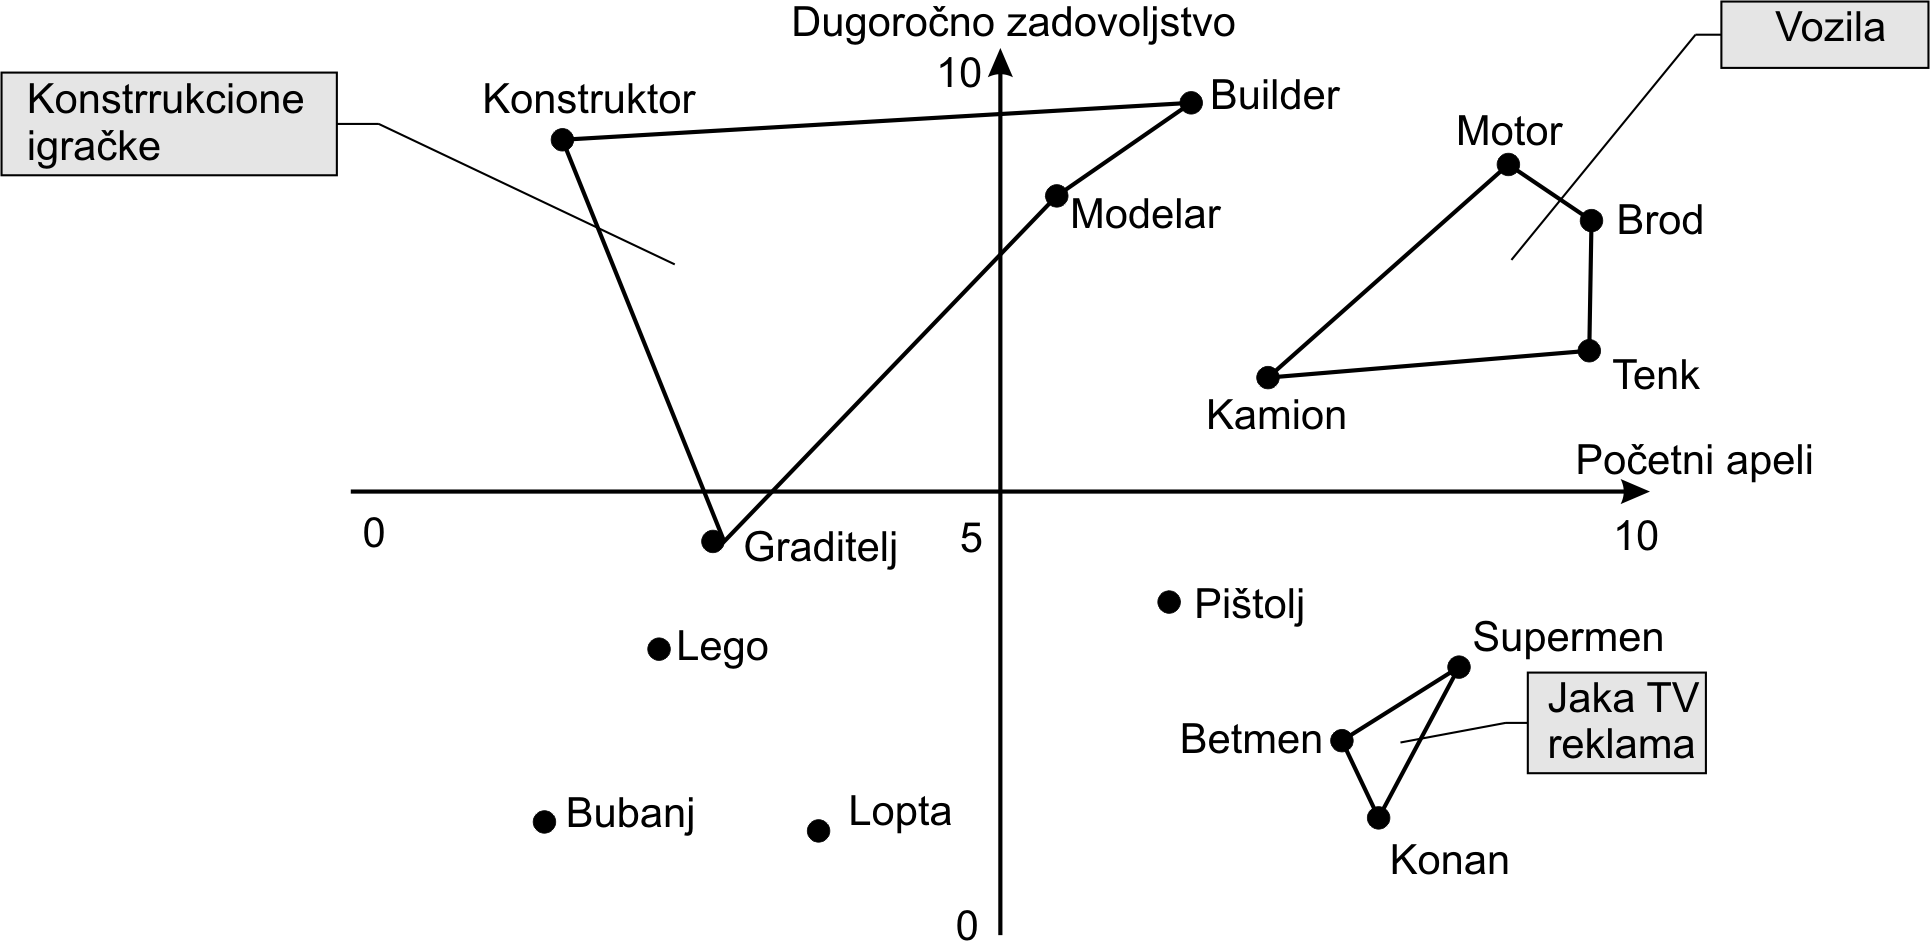 Dugoročno zadovoljstvo
10
Vozila
Konstrrukcione
igračke
Konstruktor
Builder
Motor
Modelar
Brod
Tenk
Kamion
Početni apeli
0
5
10
Graditelj
Pištolj
Lego
Supermen
Betmen
Jaka TV
reklama
Bubanj
Lopta
Konan
0